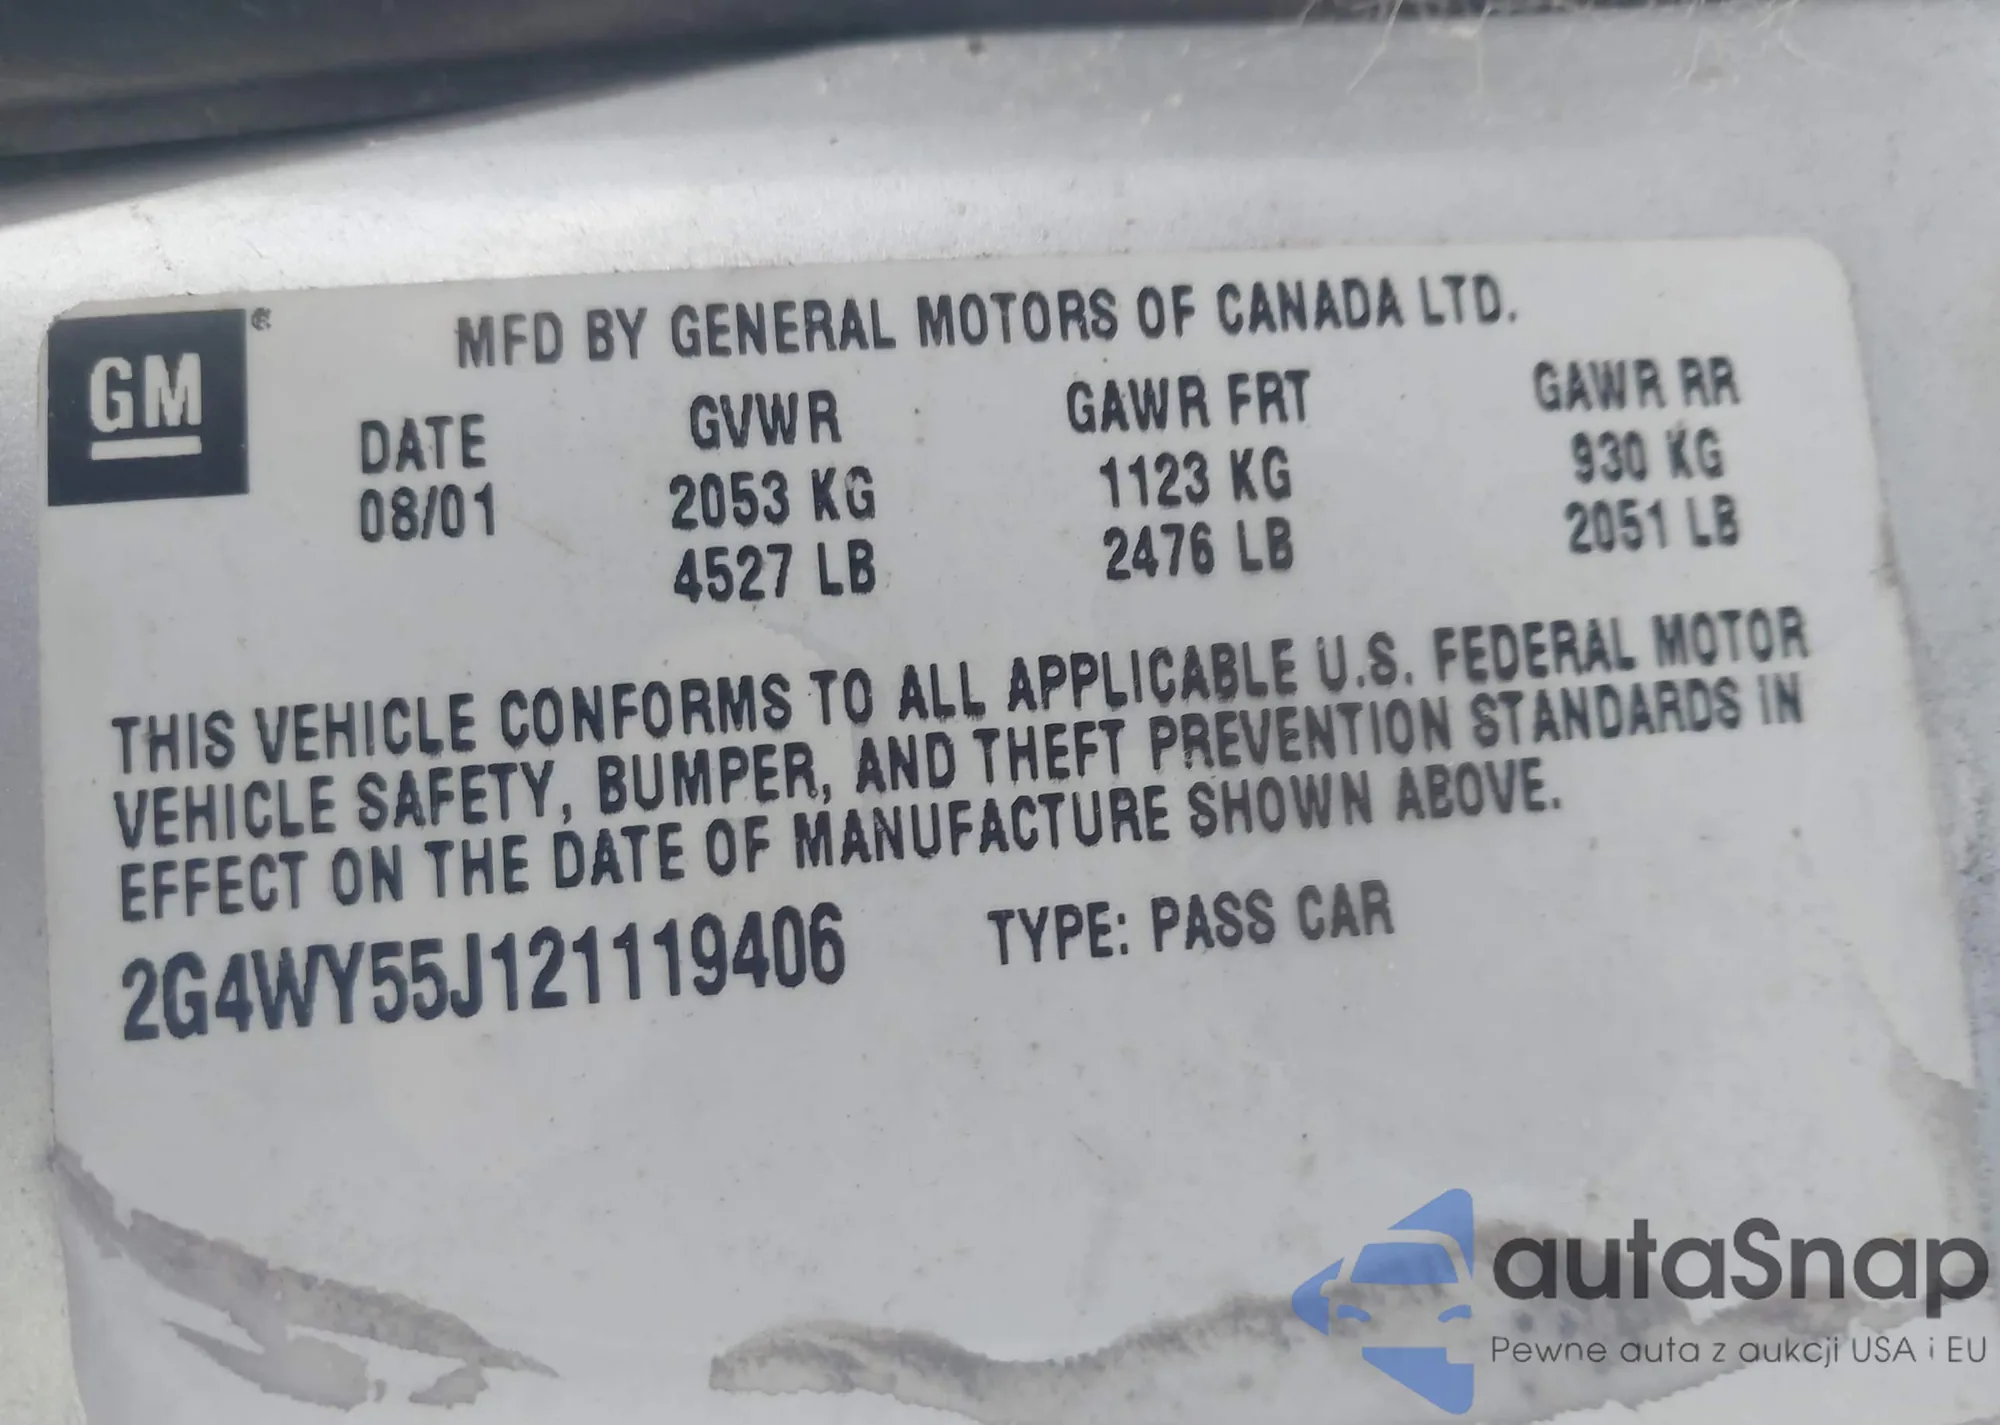 GM
MFD BY GENERAL MOTORS OF CANADA LTD.
DATE GVWR GAWR FRT GAWR RR
08/01 2053 KG 1123 KG 930 KG
4527 LB 2476 LB 2051 LB
THIS VEHICLE CONFORMS TO ALL APPLICABLE U.S. FEDERAL MOTOR
VEHICLE SAFETY, BUMPER, AND THEFT PREVENTION STANDARDS IN
EFFECT ON THE DATE OF MANUFACTURE SHOWN ABOVE.
2G4WY55J121119406 TYPE: PASS CAR
autaSnap
Pewne auta z aukcji USA i EU